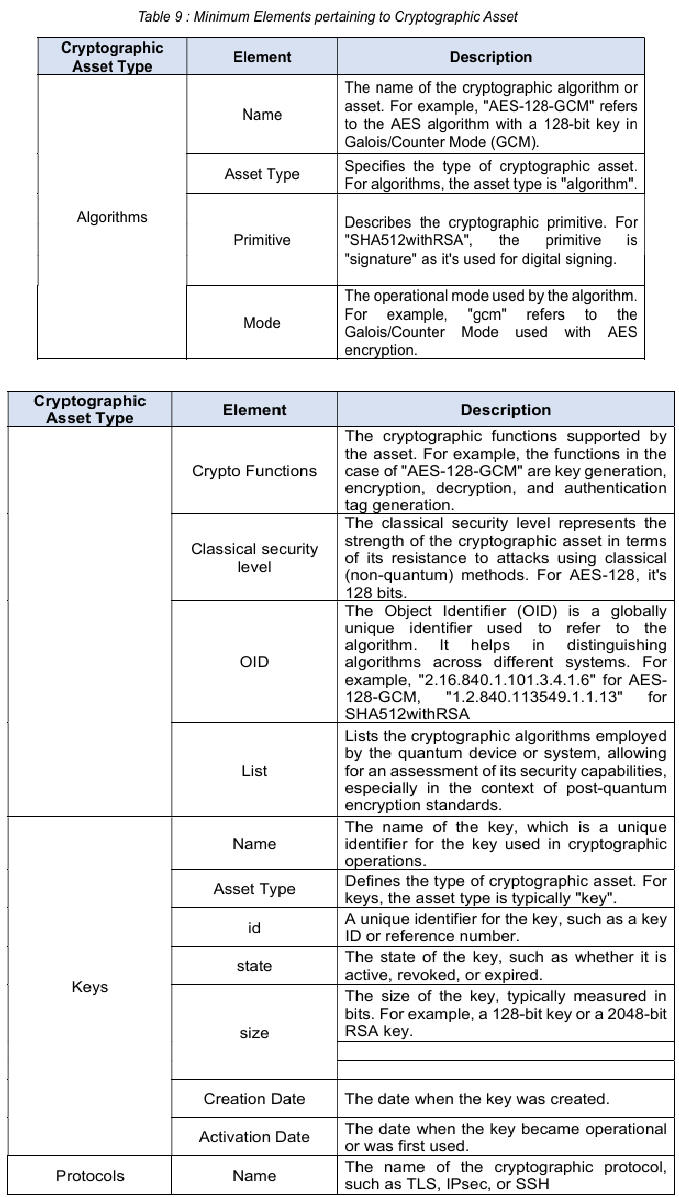 Table 9 : Minimum Elements pertaining to Cryptographic Asset
Cryptographic
Asset Type
Element
Description
Algorithms
Name
The name of the cryptographic algorithm or
asset. For example, "AES-128-GCM" refers
to the AES algorithm with a 128-bit key in
Galois/Counter Mode (GCM).
Asset Type
Specifies the type of cryptographic asset.
For algorithms, the asset type is "algorithm".
Primitive
Describes the cryptographic primitive. For
"SHA512withRSA", the primitive is
"signature" as it's used for digital signing.
Mode
The operational mode used by the algorithm.
For example, "gcm" refers to the
Galois/Counter Mode used with AES
encryption.
Cryptographic
Asset Type
Element
Description
Crypto Functions
The cryptographic functions supported by
the asset. For example, the functions in the
case of "AES-128-GCM" are key generation,
encryption, decryption, and authentication
tag generation.
Classical security
level
The classical security level represents the
strength of the cryptographic asset in terms
of its resistance to attacks using classical
(non-quantum) methods. For AES-128, it's
128 bits.
OID
The Object Identifier (OID) is a globally
unique identifier used to refer to the
algorithm. It helps in distinguishing
algorithms across different systems. For
example, "2.16.840.1.101.3.4.1.6" for AES-
128-GCM, "1.2.840.113549.1.1.13" for
SHA512withRSA
List
Lists the cryptographic algorithms employed
by the quantum device or system, allowing
for an assessment of its security capabilities,
especially in the context of post-quantum
encryption standards.
Keys
Name
The name of the key, which is a unique
identifier for the key used in cryptographic
operations.
Asset Type
Defines the type of cryptographic asset. For
keys, the asset type is typically "key".
id
A unique identifier for the key, such as a key
ID or reference number.
state
The state of the key, such as whether it is
active, revoked, or expired.
size
The size of the key, typically measured in
bits. For example, a 128-bit key or a 2048-bit
RSA key.
Creation Date
The date when the key was created.
Activation Date
The date when the key became operational
or was first used.
Protocols
Name
The name of the cryptographic protocol,
such as TLS, IPsec, or SSH